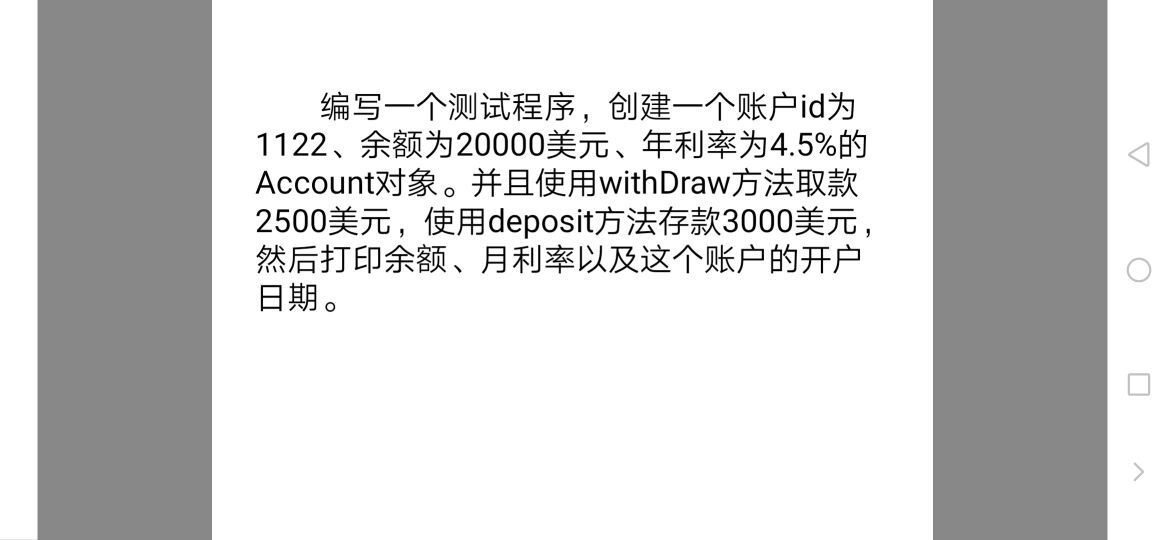 编写一个测试程序，创建一个账户id为
1122、余额为20000美元、年利率为4.5%的
Account对象。并且使用withDraw方法取款
2500美元，使用deposit方法存款3000美元，
然后打印余额、月利率以及这个账户的开户
日期。